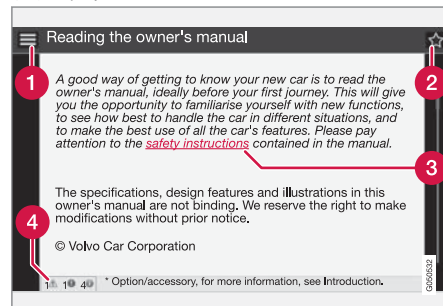 Reading the owner's manual
1
2
A good way of getting to know your new car is to read the
owner's manual, ideally before your first journey. This will give
you the opportunity to familiarise yourself with new functions,
to see how best to handle the car in different situations, and
to make the best use of all the car's features. Please pay
attention to the safety instructions contained in the manual.
3
The specifications, design features and illustrations in this
owner's manual are not binding. We reserve the right to make
modifications without prior notice.
4
© Volvo Car Corporation
1 1 4 * Option/accessory, for more information, see Introduction.
G050532